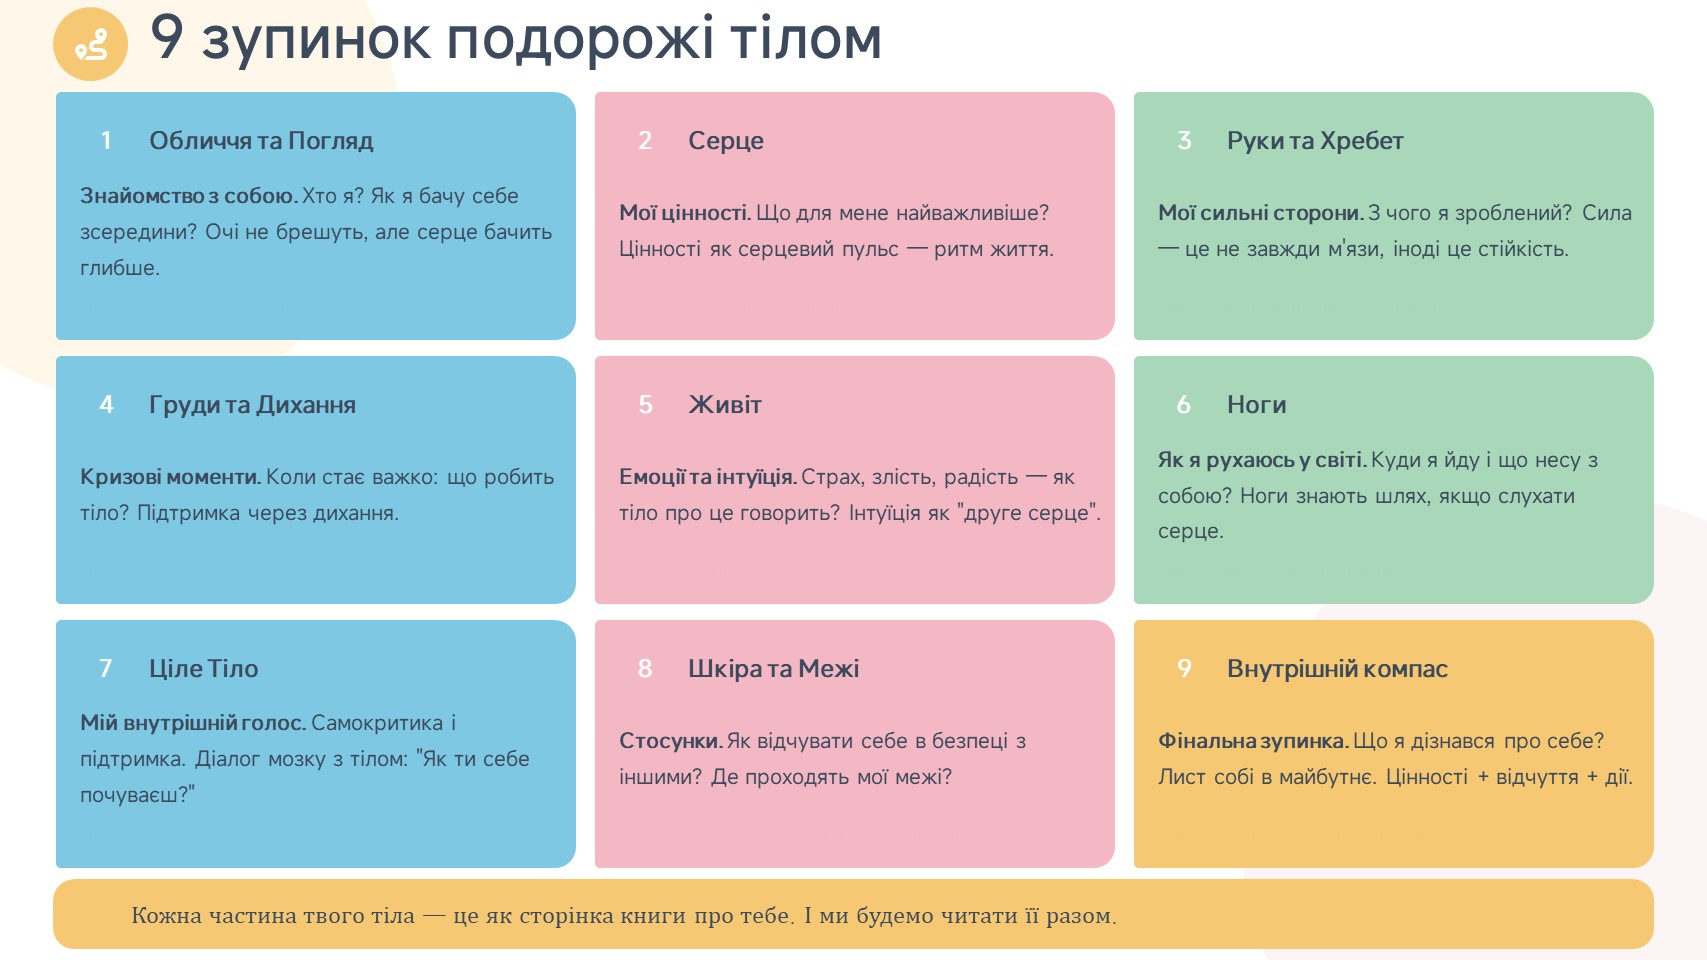 9 зупинок подорожі тілом
1 Обличчя та Погляд
Знайомство з собою. Хто я? Як я бачу себе
зсередини? Очі не брешуть, але серце бачить
глибше.
2 Серце
Мої цінності. Що для мене найважливіше?
Цінності як серцевий пульс — ритм життя.
3 Руки та Хребет
Мої сильні сторони. З чого я зроблений? Сила
— це не завжди м'язи, іноді це стійкість.
4 Груди та Дихання
Кризові моменти. Коли стає важко: що робить
тіло? Підтримка через дихання.
5 Живіт
Емоції та інтуїція. Страх, злість, радість — як
тіло про це говорить? Інтуїція як "друге серце".
6 Ноги
Як я рухаюсь у світі. Куди я йду і що несу з
собою? Ноги знають шлях, якщо слухати
серце.
7 Ціле Тіло
Мій внутрішній голос. Самокритика і
підтримка. Діалог мозку з тілом: "Як ти себе
почуваєш?"
8 Шкіра та Межі
Стосунки. Як відчувати себе в безпеці з
іншими? Де проходять мої межі?
9 Внутрішній компас
Фінальна зупинка. Що я дізнався про себе?
Лист собі в майбутнє. Цінності + відчуття + дії.
Кожна частина твого тіла — це як сторінка книги про тебе. І ми будемо читати її разом.